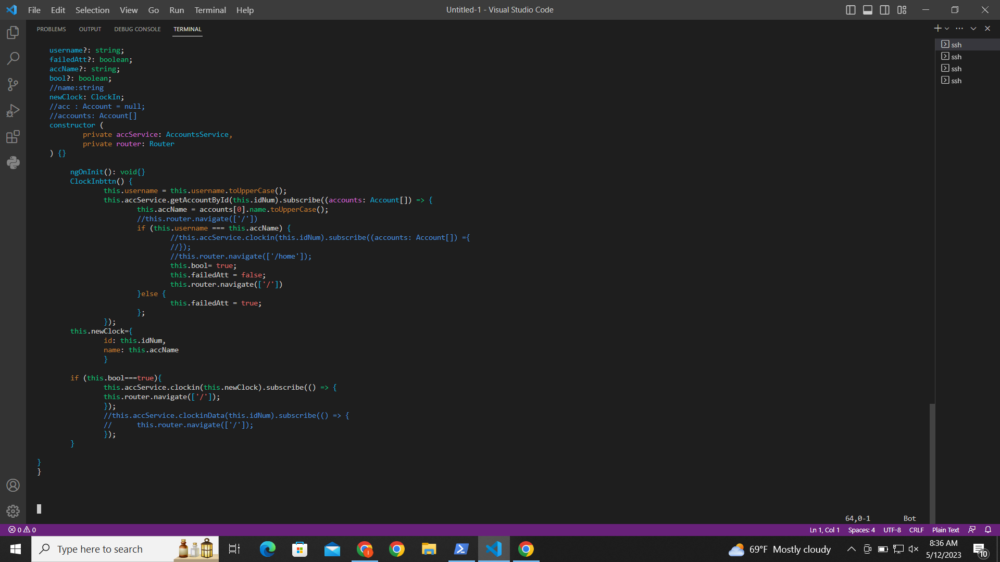 File Edit Selection View Go Run Terminal Help
Untitled-1 - Visual Studio Code
PROBLEMS OUTPUT DEBUG CONSOLE TERMINAL
username?: string;
failedAtt?: boolean;
accName?: string;
bool?: boolean;
//name:string
newClock: ClockIn;
//acc : Account = null;
//accounts: Account[]
constructor (
private accService: AccountsService,
private router: Router
) {}
ngOnInit(): void{}
ClockInbttn() {
this.username = this.username.toUpperCase();
this.accService.getAccountById(this.idNum).subscribe((accounts: Account[]) => {
this.accName = accounts[0].name.toUpperCase();
//this.router.navigate(['/'])
if (this.username === this.accName) {
//this.accService.clockin(this.idNum).subscribe((accounts: Account[]) ={
//});
//this.router.navigate(['/home']);
this.bool= true;
this.failedAtt = false;
this.router.navigate(['/'])
}else {
this.failedAtt = true;
};
});
this.newClock={
id: this.idNum,
name: this.accName
}
if (this.bool===true){
this.accService.clockin(this.newClock).subscribe(() => {
this.router.navigate(['/']);
});
//this.accService.clockinData(this.idNum).subscribe(() => {
// this.router.navigate(['/']);
});
}
}
}
64,0-1 Bot
ssh
ssh
ssh
ssh
0 0
Ln 1, Col 1 Spaces: 4 UTF-8 CRLF Plain Text
Type here to search
69°F Mostly cloudy
8:36 AM
5/12/2023
10